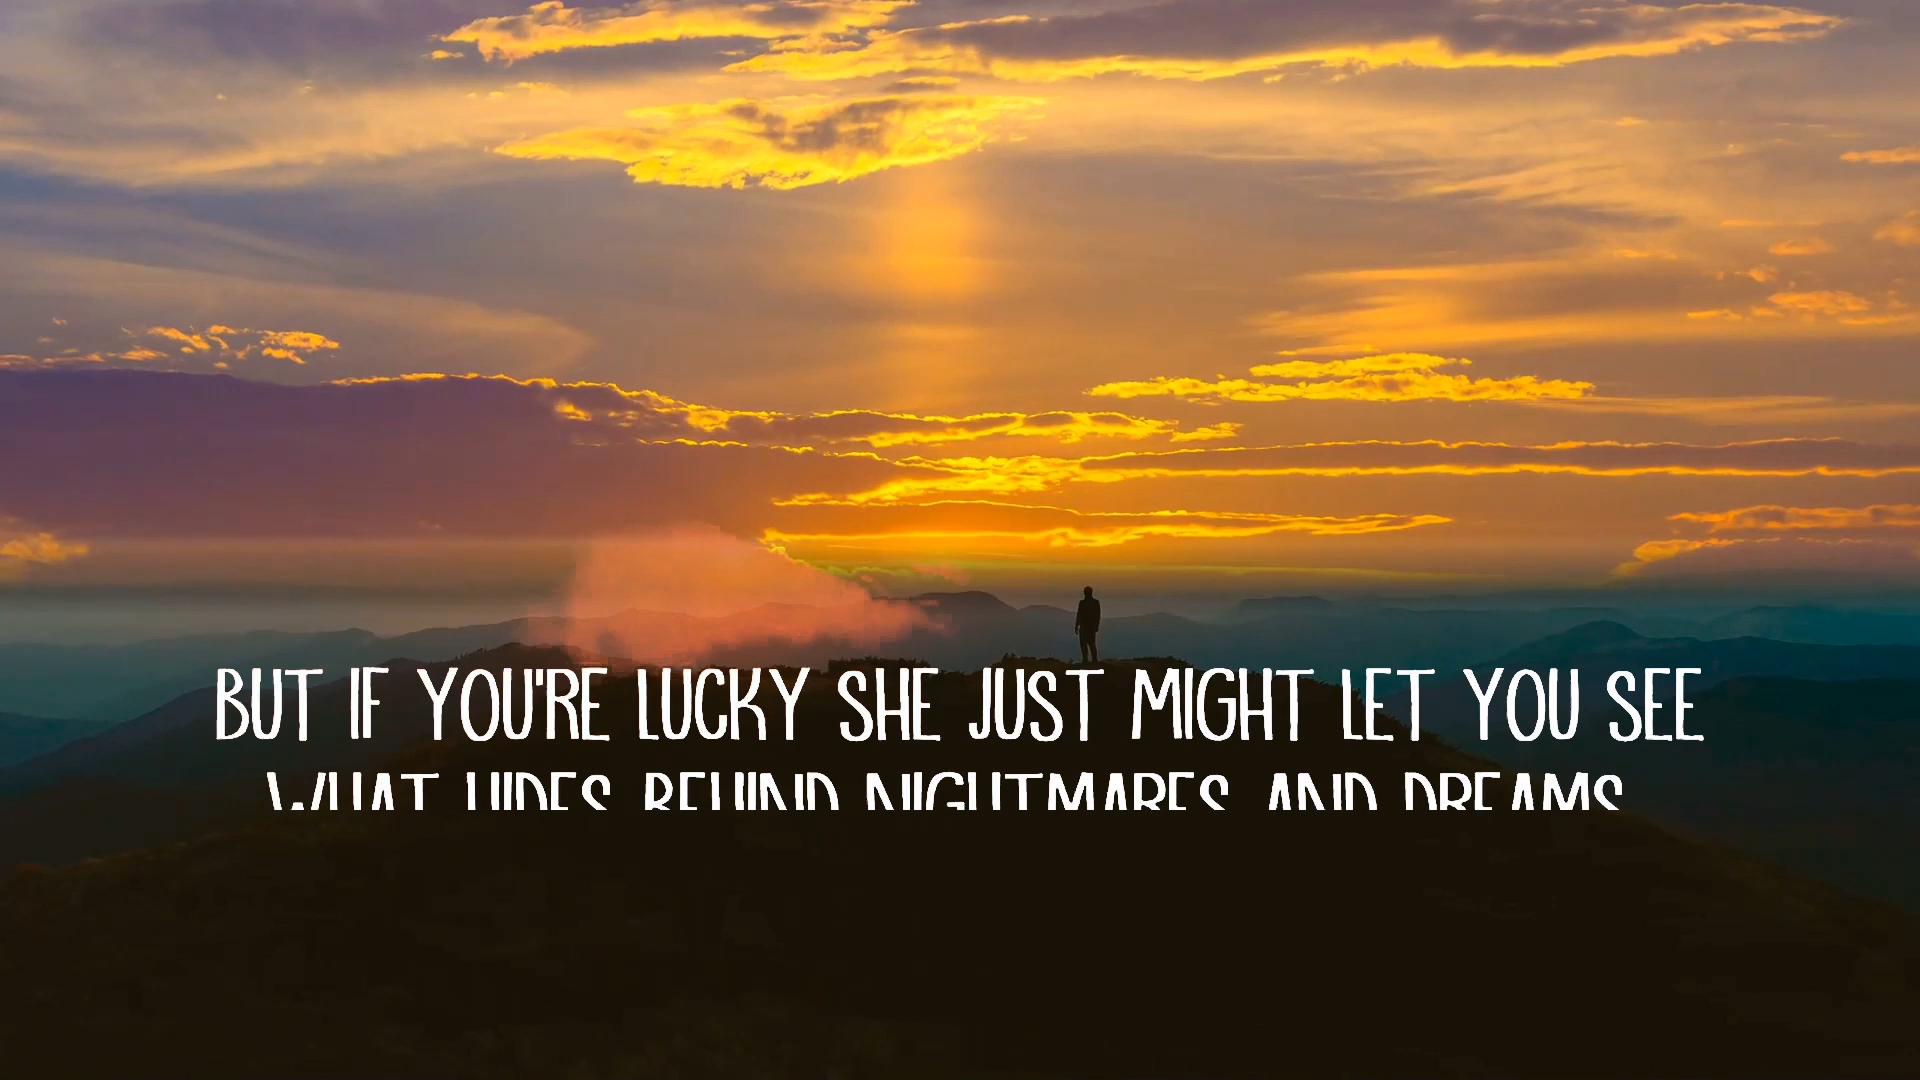 BUT IF YOU'RE LUCKY SHE JUST MIGHT LET YOU SEE
WHAT HIDES BEHIND NIGHTMARES AND DREAMS